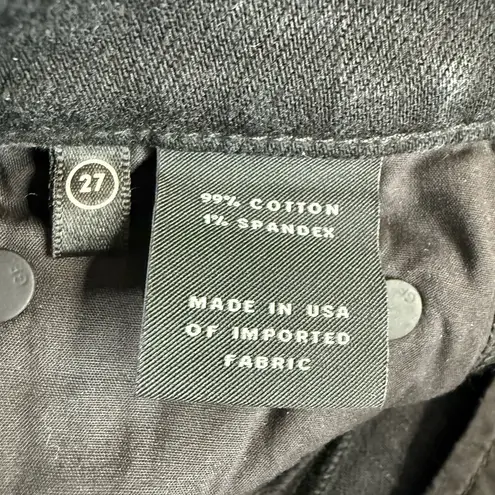 27
99% COTTON
1% SPANDEX
MADE IN USA
OF IMPORTED
FABRIC